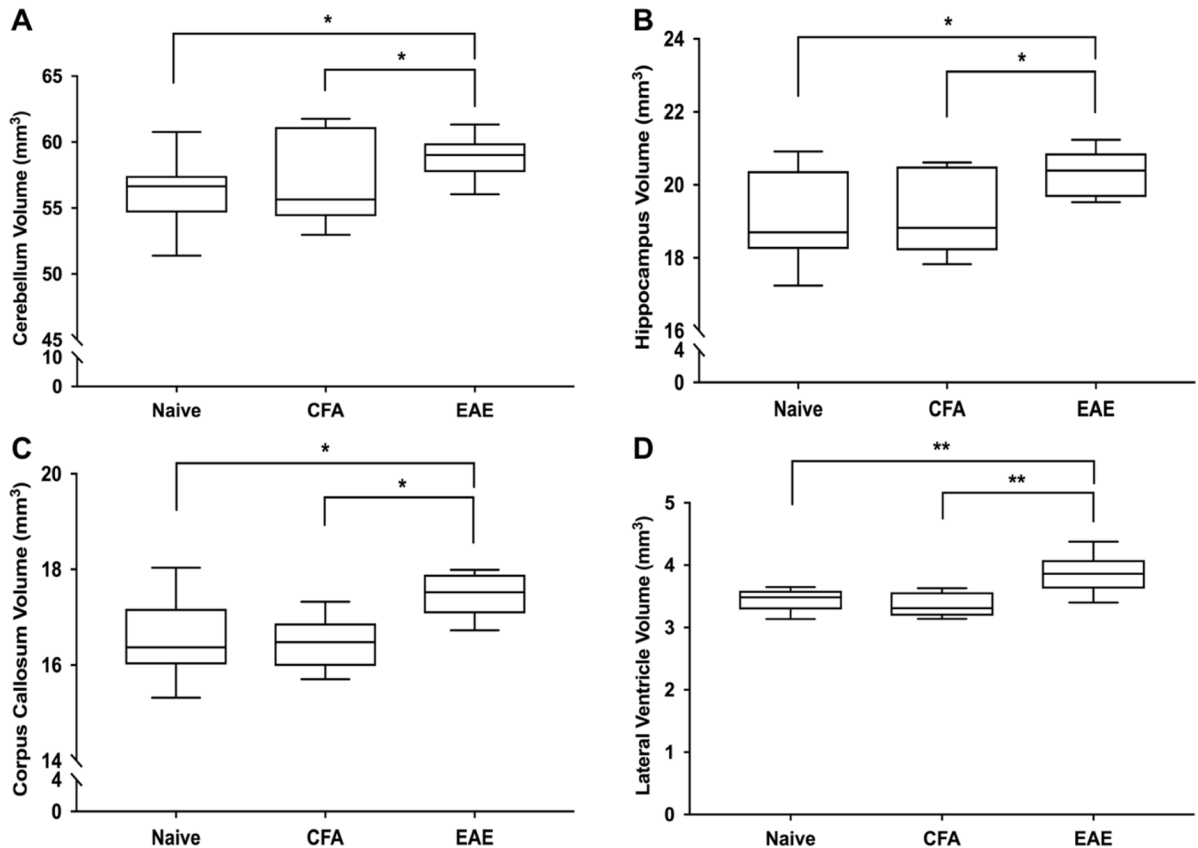 A
Cerebellum Volume (mm³)
65
60
55
50
45
10
0
*
*
Naive CFA EAE
B
Hippocampus Volume (mm³)
24
22
20
18
16
4
0
*
*
Naive CFA EAE
C
Corpus Callosum Volume (mm³)
20
18
16
14
4
0
*
*
Naive CFA EAE
D
Lateral Ventricle Volume (mm³)
5
4
3
2
1
0
**
**
Naive CFA EAE